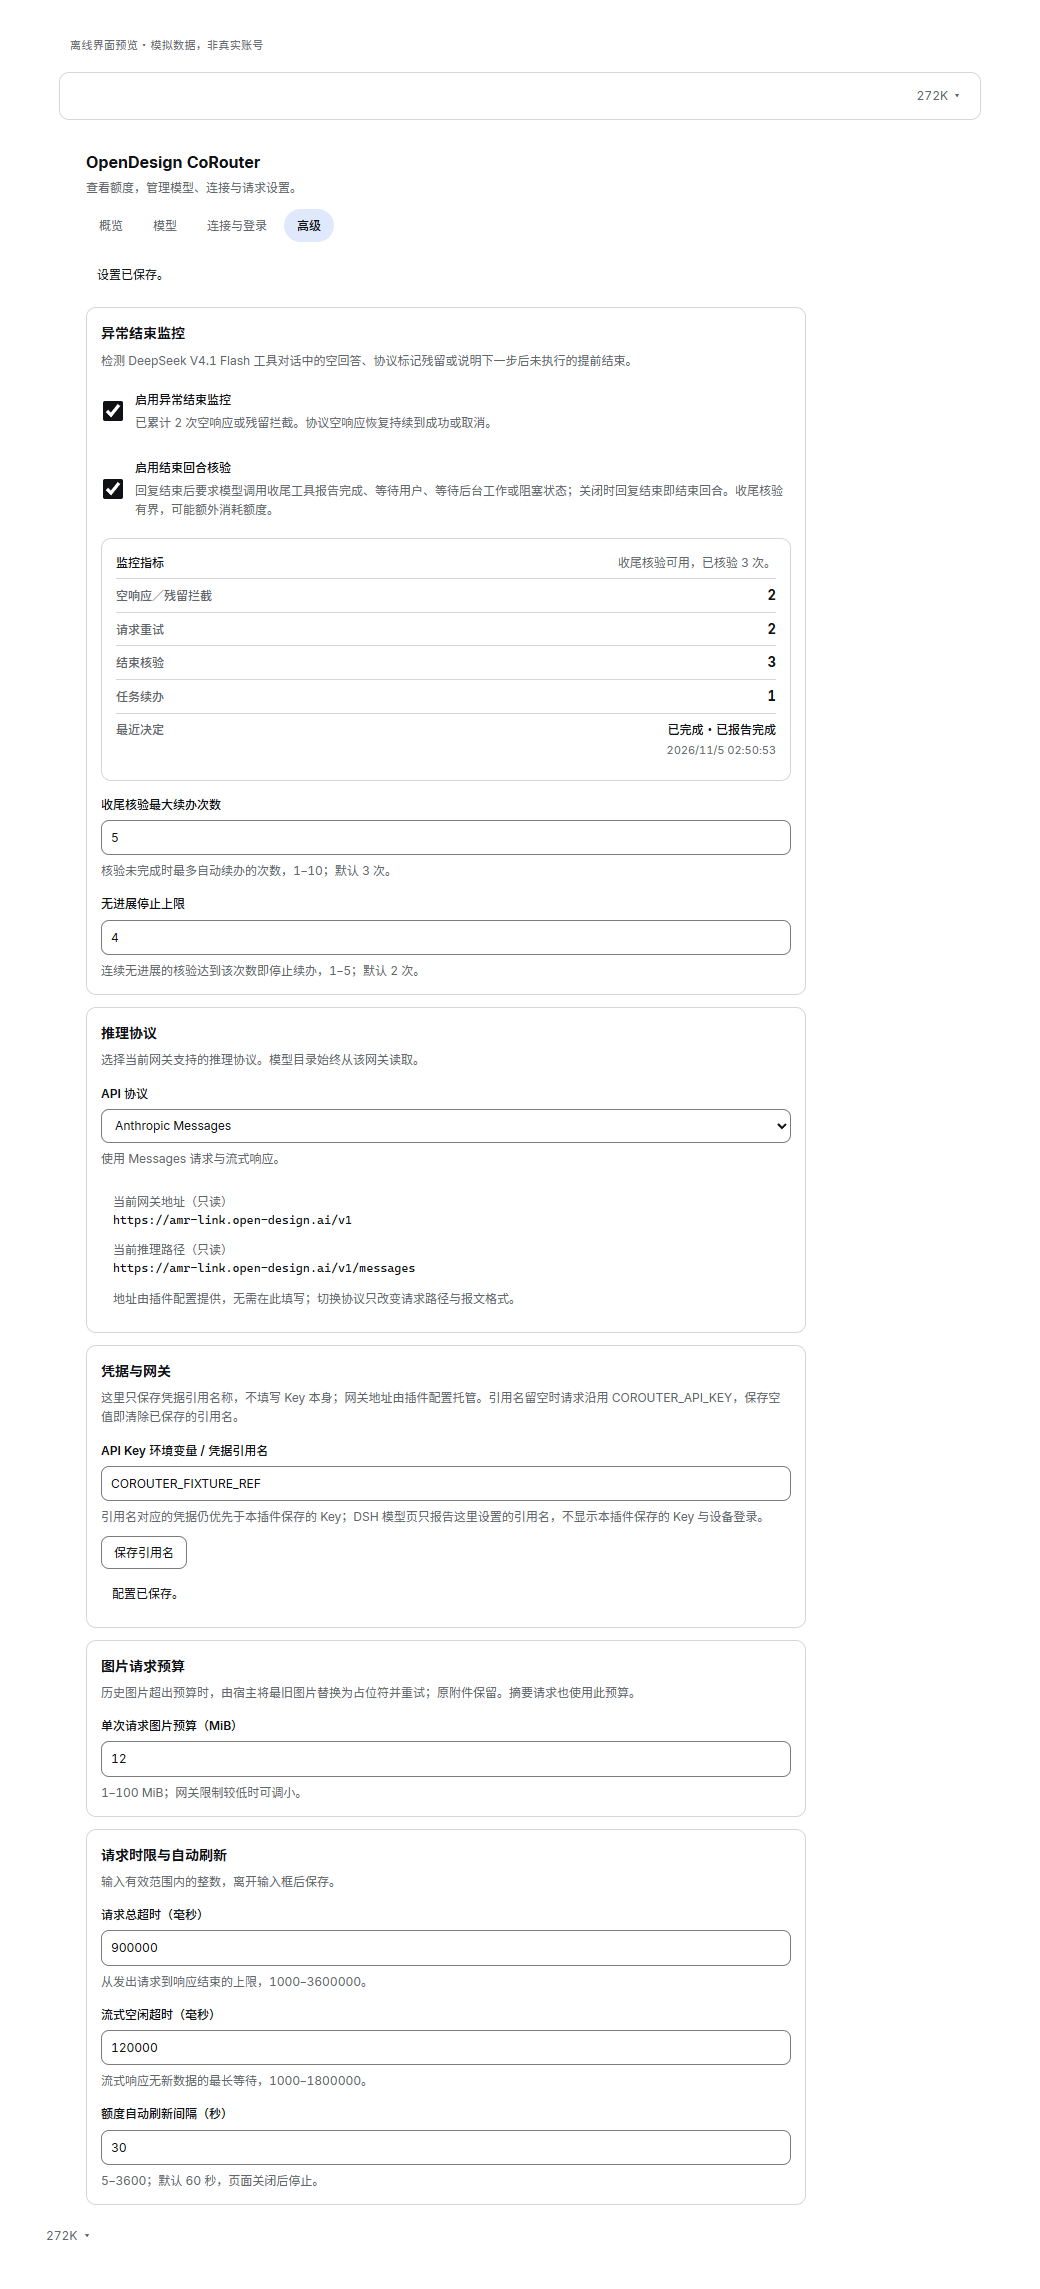 离线界面预览・模拟数据，非真实账号
272K ▾
OpenDesign CoRouter
查看额度，管理模型、连接与请求设置。
概览 模型 连接与登录 高级
设置已保存。
异常结束监控
检测 DeepSeek V4.1 Flash 工具对话中的空回答、协议标记残留或说明下一步后未执行的提前结束。
启用异常结束监控
已累计 2 次空响应或残留拦截。协议空响应恢复持续到成功或取消。
启用结束回合核验
回复结束后要求模型调用收尾工具报告完成、等待用户、等待后台工作或阻塞状态；关闭时回复结束即结束回合。收尾核验
有界，可能额外消耗额度。
监控指标 收尾核验可用，已核验 3 次。
空响应／残留拦截 2
请求重试 2
结束核验 3
任务续办 1
最近决定 已完成・已报告完成
2026/11/5 02:50:53
收尾核验最大续办次数
5
核验未完成时最多自动续办的次数，1–10；默认 3 次。
无进展停止上限
4
连续无进展的核验达到该次数即停止续办，1–5；默认 2 次。
推理协议
选择当前网关支持的推理协议。模型目录始终从该网关读取。
API 协议
Anthropic Messages
使用 Messages 请求与流式响应。
当前网关地址（只读）
https://amr-link.open-design.ai/v1
当前推理路径（只读）
https://amr-link.open-design.ai/v1/messages
地址由插件配置提供，无需在此填写；切换协议只改变请求路径与报文格式。
凭据与网关
这里只保存凭据引用名称，不填写 Key 本身；网关地址由插件配置托管。引用名留空时请求沿用 COROUTER_API_KEY，保存空
值即清除已保存的引用名。
API Key 环境变量 / 凭据引用名
COROUTER_FIXTURE_REF
引用名对应的凭据仍优先于本插件保存的 Key；DSH 模型页只报告这里设置的引用名，不显示本插件保存的 Key 与设备登录。
保存引用名
配置已保存。
图片请求预算
历史图片超出预算时，由宿主将最旧图片替换为占位符并重试；原附件保留。摘要请求也使用此预算。
单次请求图片预算（MiB）
12
1–100 MiB；网关限制较低时可调小。
请求时限与自动刷新
输入有效范围内的整数，离开输入框后保存。
请求总超时（毫秒）
900000
从发出请求到响应结束的上限，1000–3600000。
流式空闲超时（毫秒）
120000
流式响应无新数据的最长等待，1000–1800000。
额度自动刷新间隔（秒）
30
5–3600；默认 60 秒，页面关闭后停止。
272K ▾